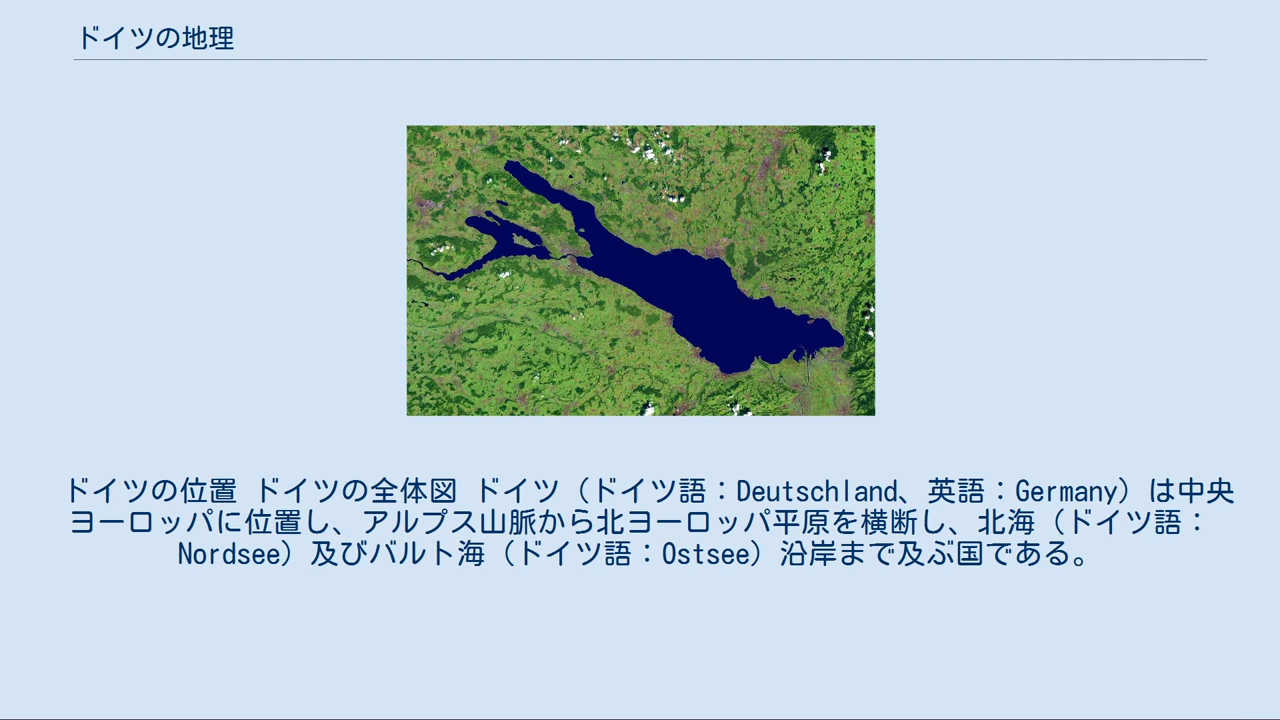 ドイツの地理
ドイツの位置 ドイツの全体図 ドイツ（ドイツ語：Deutschland、英語：Germany）は中央
ヨーロッパに位置し、アルプス山脈から北ヨーロッパ平原を横断し、北海（ドイツ語：
Nordsee）及びバルト海（ドイツ語：Ostsee）沿岸まで及ぶ国である。